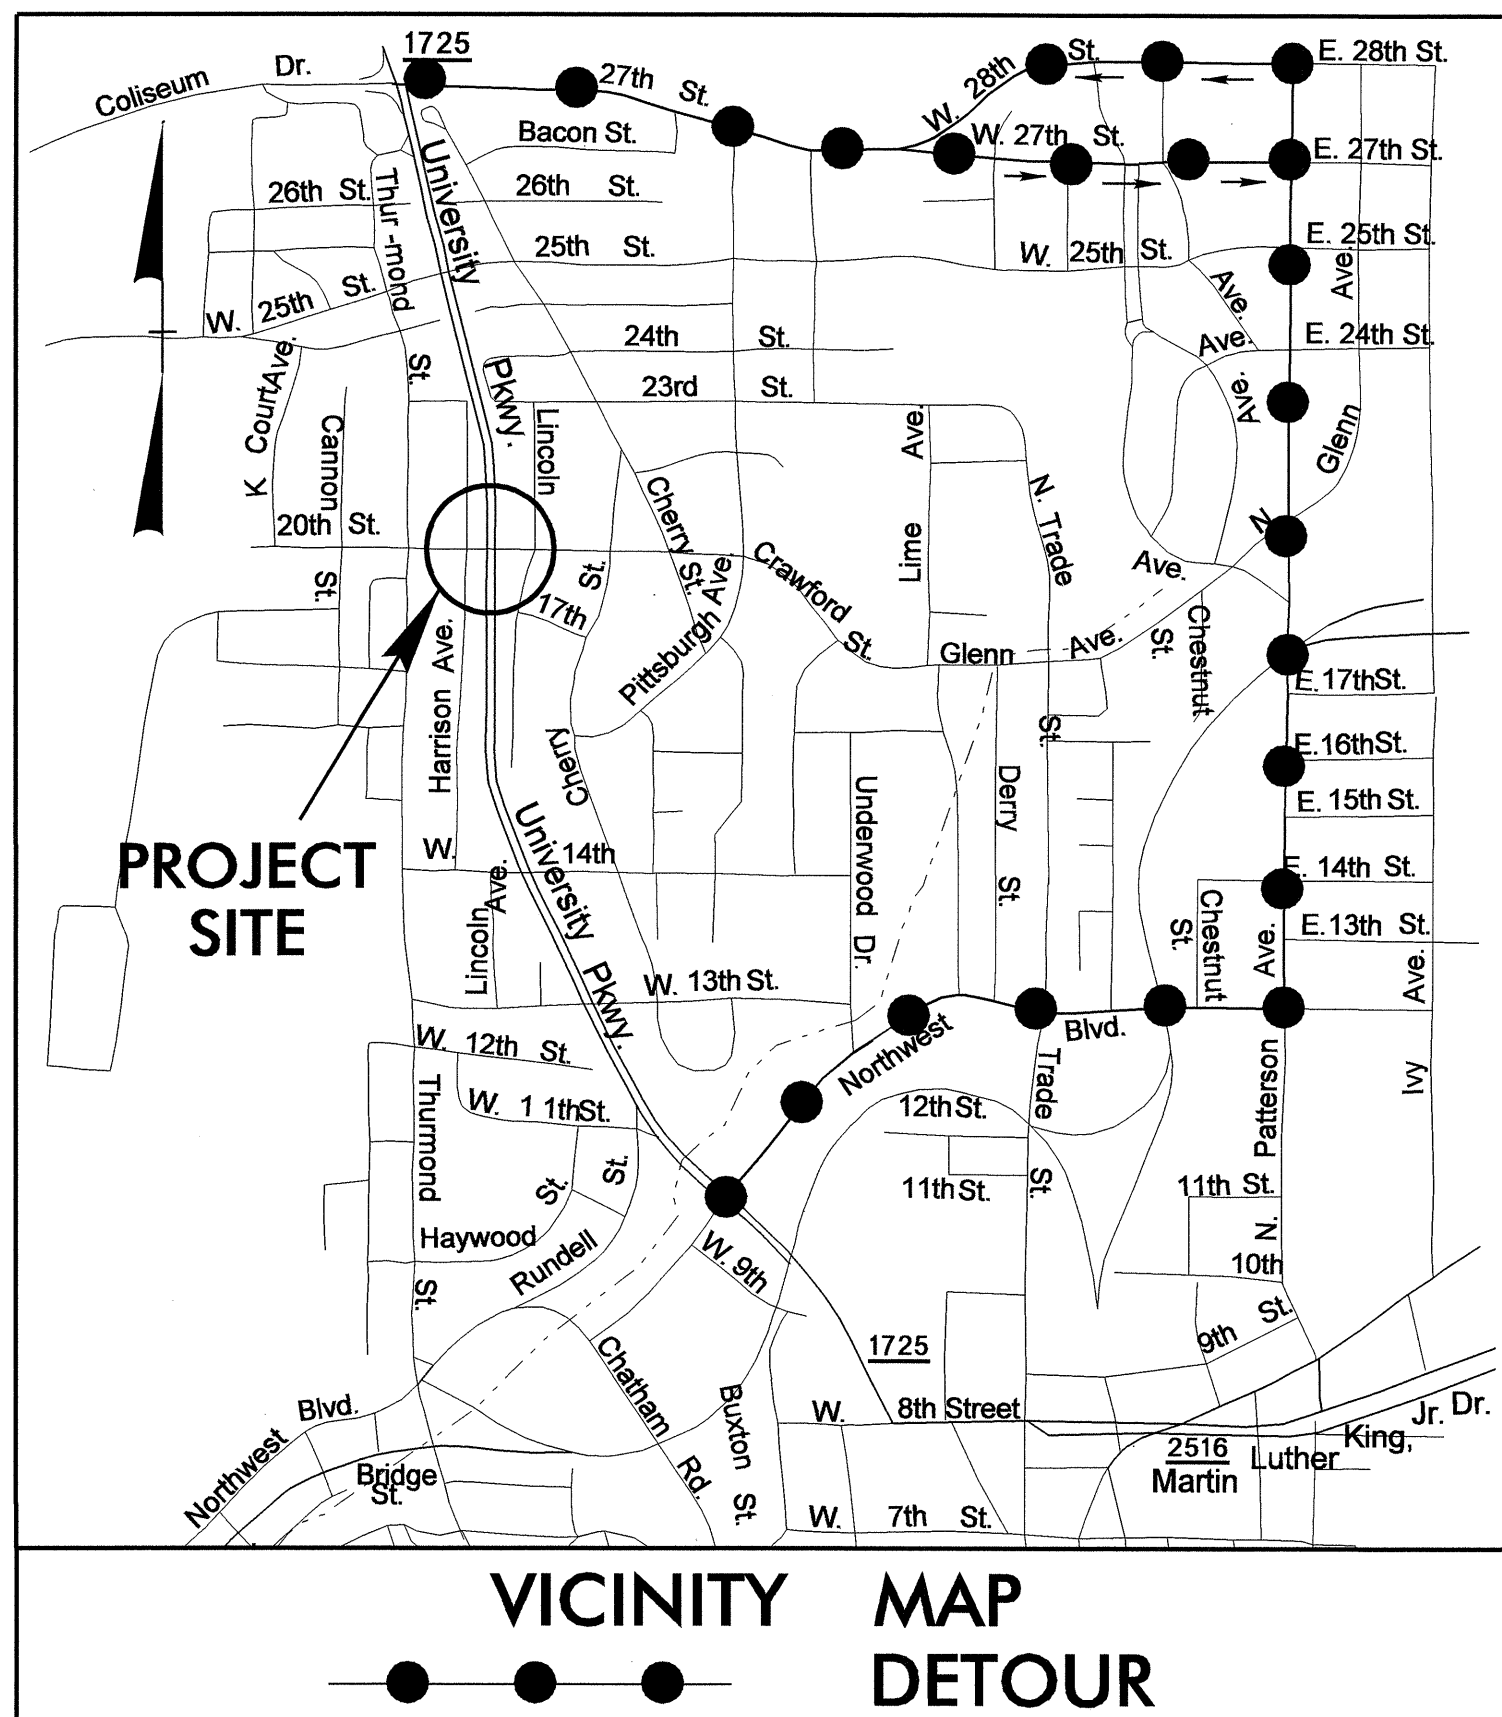 1725
Coliseum Dr.
27th St.
W. 28th St.
E. 28th St.
Bacon St.
W. 27th St.
E. 27th St.
University
26th St.
Thur-mond
26th St.
25th St.
W. 25th St.
E. 25th St.
Ave.
Ave.
W. 25th St.
24th St.
Ave.
E. 24th St.
K Court Ave.
St.
Pkwy.
23rd St.
Ave.
Cannon
Lincoln
Lime Ave.
Glenn
20th St.
Cherry St.
N. Trade
N
St.
17th St.
Pittsburgh Ave.
Crawford St.
Ave.
Glenn Ave.
Chestnut St.
Harrison Ave.
E. 17th St.
St.
Cherry
E. 16th St.
Underwood Dr.
Derry St.
E. 15th St.
University
PROJECT
SITE
W. 14th
E. 14th St.
Lincoln Ave.
Chestnut St.
Ave.
E. 13th St.
Pkwy.
W. 13th St.
Ivy Ave.
W. 12th St.
Northwest Blvd.
Thurmond
W. 11th St.
12th St.
Trade
Patterson
St.
St.
11th St.
St.
11th St.
Haywood
Rundell
W. 9th
N.
10th
St.
1725
9th St.
Chatham Rd.
Buxton St.
Northwest Blvd.
W. 8th Street
2516
Martin Luther King, Jr. Dr.
Bridge
St.
W. 7th St.
VICINITY MAP
DETOUR